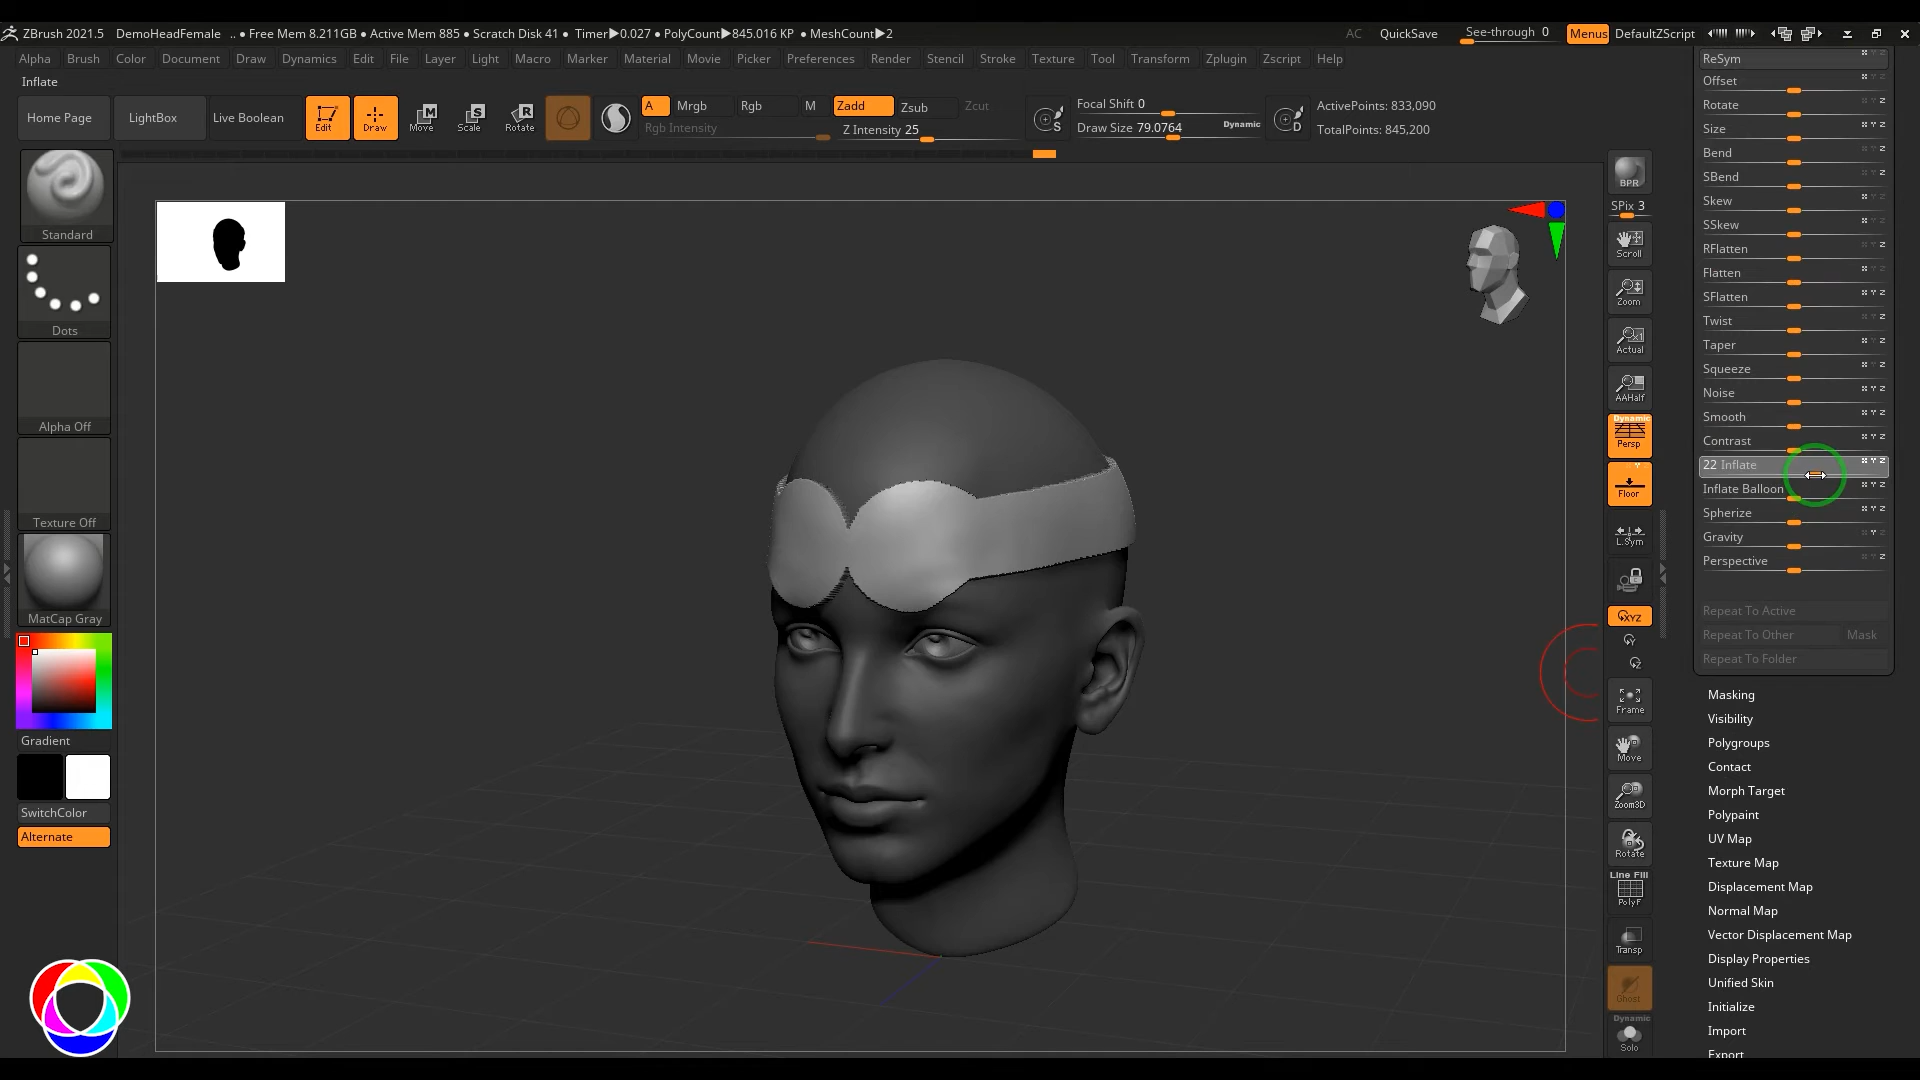 ZBrush 2021.5 DemoHeadFemale .. ● Free Mem 8.211GB ● Active Mem 885 ● Scratch Disk 41 ● Timer▶0.027 ● PolyCount▶845.016 KP ● MeshCount▶2 AC QuickSave See-through 0 Menus DefaultZScript
Alpha Brush Color Document Draw Dynamics Edit File Layer Light Macro Marker Material Movie Picker Preferences Render Stencil Stroke Texture Tool Transform Zplugin Zscript Help
Inflate
Home Page LightBox Live Boolean Edit Draw Move Scale Rotate
A Mrgb Rgb M Zadd Zsub Zcut
Rgb Intensity Z Intensity 25
S Focal Shift 0
Draw Size 79.0764 Dynamic D
ActivePoints: 833,090
TotalPoints: 845,200
Standard
Dots
Alpha Off
Texture Off
MatCap Gray
Gradient
SwitchColor
Alternate
BPR
SPix 3
Scroll
Zoom
Actual
AAHalf
Dynamic
Persp
Floor
L.Sym
XYZ
Y
Z
Frame
Move
Zoom3D
Rotate
Line Fill
PolyF
Transp
Ghost
Dynamic
Solo
ReSym
Offset
Rotate
Size
Bend
SBend
Skew
SSkew
RFlatten
Flatten
SFlatten
Twist
Taper
Squeeze
Noise
Smooth
Contrast
22 Inflate
Inflate Balloon
Spherize
Gravity
Perspective
Repeat To Active
Repeat To Other Mask
Repeat To Folder
Masking
Visibility
Polygroups
Contact
Morph Target
Polypaint
UV Map
Texture Map
Displacement Map
Normal Map
Vector Displacement Map
Display Properties
Unified Skin
Initialize
Import
Export